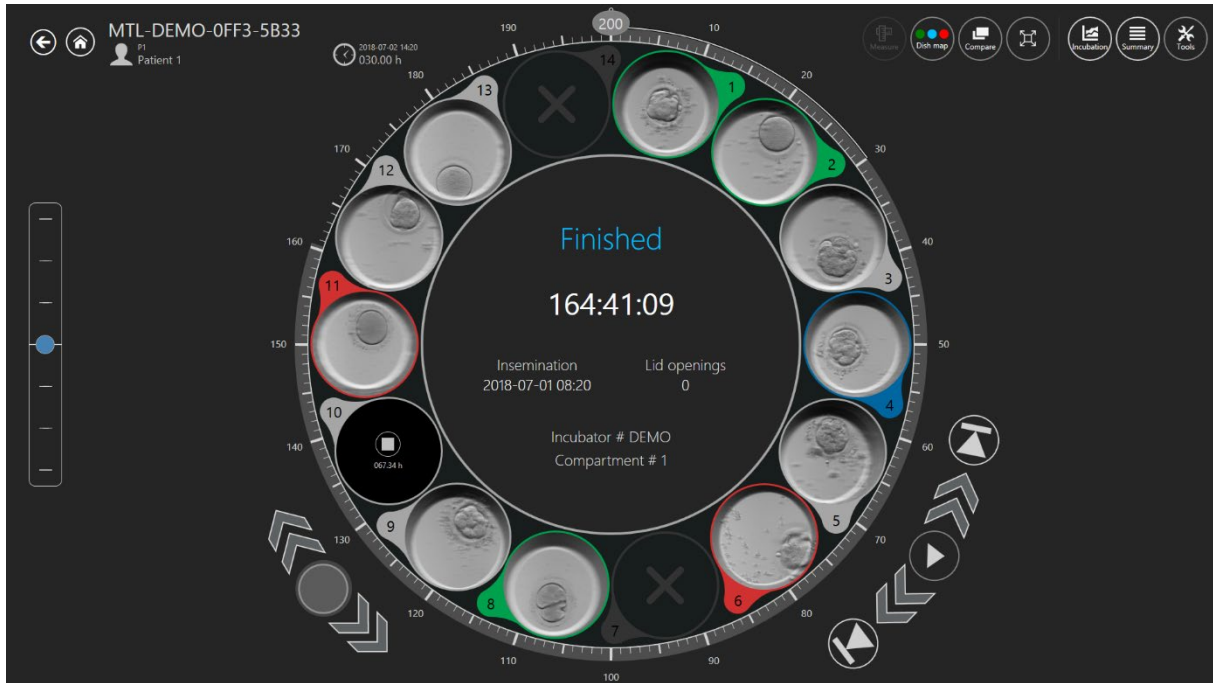 MTL-DEMO-0FF3-5B33
P1
Patient 1
2018-07-02 14:20
030.00 h
Measure
Dish map
Compare
Incubation
Summary
Tools
200
10
20
30
40
50
60
70
80
90
100
110
120
130
140
150
160
170
180
190
1
2
3
4
5
6
7
8
9
10
067.34 h
11
12
13
14
Finished
164:41:09
Insemination
2018-07-01 08:20
Lid openings
0
Incubator # DEMO
Compartment # 1